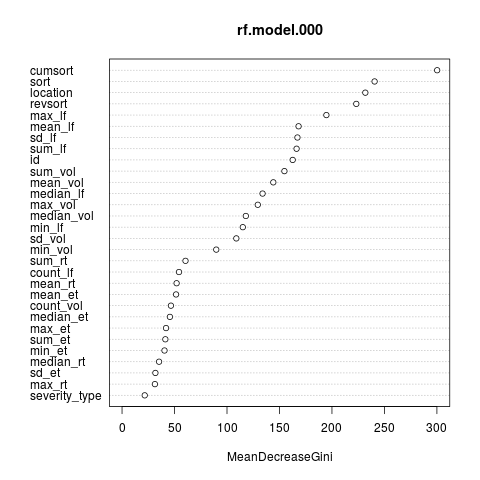 rf.model.000
cumsort
sort
location
revsort
max_lf
mean_lf
sd_lf
sum_lf
id
sum_vol
mean_vol
median_lf
max_vol
median_vol
min_lf
sd_vol
min_vol
sum_rt
count_lf
mean_rt
mean_et
count_vol
median_et
max_et
sum_et
min_et
median_rt
sd_et
max_rt
severity_type
0 50 100 150 200 250 300
MeanDecreaseGini